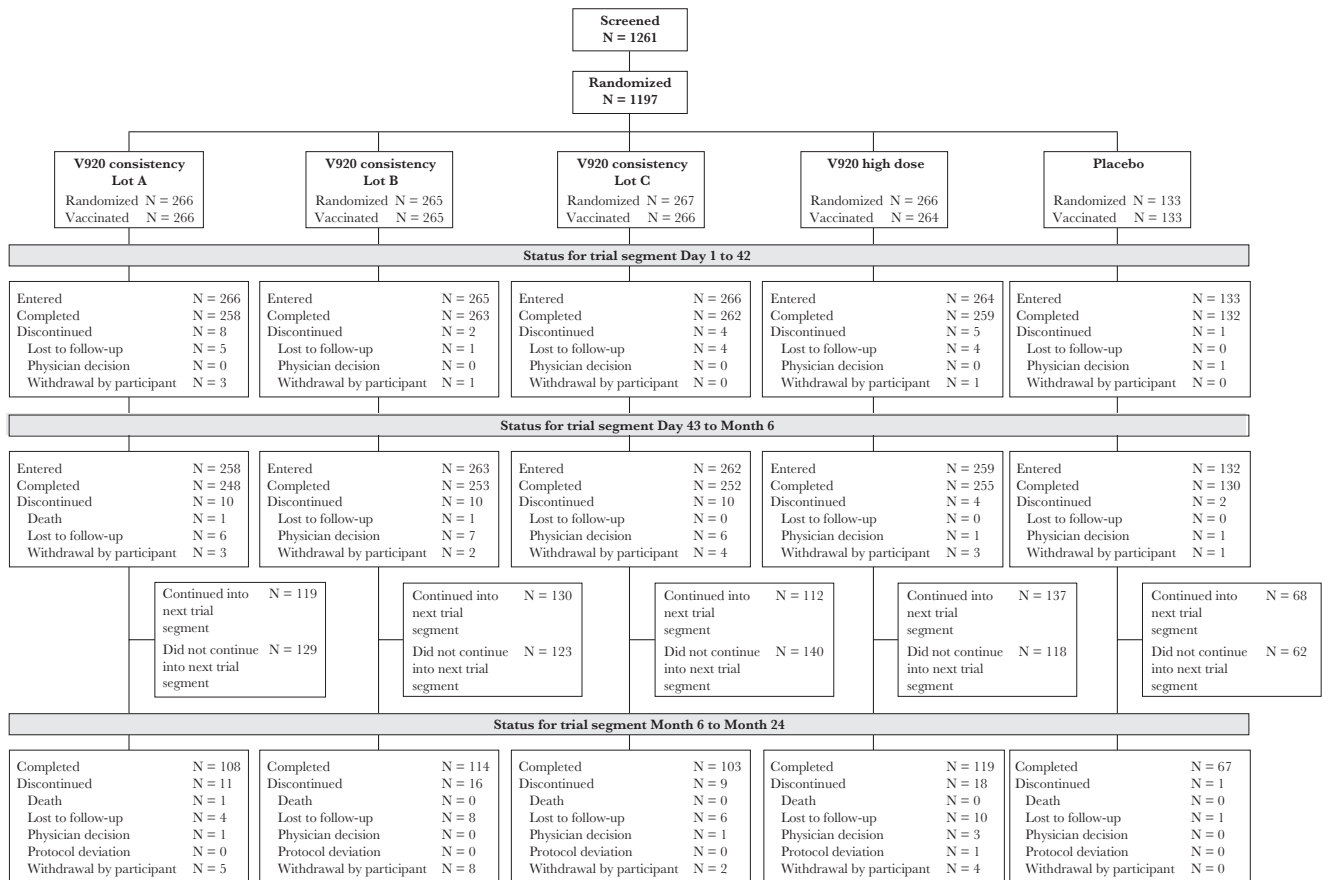 Screened
N = 1261
Randomized
N = 1197
V920 consistency
Lot A
Randomized N = 266
Vaccinated N = 266
V920 consistency
Lot B
Randomized N = 265
Vaccinated N = 265
V920 consistency
Lot C
Randomized N = 267
Vaccinated N = 266
V920 high dose
Randomized N = 266
Vaccinated N = 264
Placebo
Randomized N = 133
Vaccinated N = 133
Status for trial segment Day 1 to 42
Entered N = 266
Completed N = 258
Discontinued N = 8
Lost to follow-up N = 5
Physician decision N = 0
Withdrawal by participant N = 3
Entered N = 265
Completed N = 263
Discontinued N = 2
Lost to follow-up N = 1
Physician decision N = 0
Withdrawal by participant N = 1
Entered N = 266
Completed N = 262
Discontinued N = 4
Lost to follow-up N = 4
Physician decision N = 0
Withdrawal by participant N = 0
Entered N = 264
Completed N = 259
Discontinued N = 5
Lost to follow-up N = 4
Physician decision N = 0
Withdrawal by participant N = 1
Entered N = 133
Completed N = 132
Discontinued N = 1
Lost to follow-up N = 0
Physician decision N = 1
Withdrawal by participant N = 0
Status for trial segment Day 43 to Month 6
Entered N = 258
Completed N = 248
Discontinued N = 10
Death N = 1
Lost to follow-up N = 6
Withdrawal by participant N = 3
Entered N = 263
Completed N = 253
Discontinued N = 10
Lost to follow-up N = 1
Physician decision N = 7
Withdrawal by participant N = 2
Entered N = 262
Completed N = 252
Discontinued N = 10
Lost to follow-up N = 0
Physician decision N = 6
Withdrawal by participant N = 4
Entered N = 259
Completed N = 255
Discontinued N = 4
Lost to follow-up N = 0
Physician decision N = 1
Withdrawal by participant N = 3
Entered N = 132
Completed N = 130
Discontinued N = 2
Lost to follow-up N = 0
Physician decision N = 1
Withdrawal by participant N = 1
Continued into N = 119
next trial
segment
Did not continue N = 129
into next trial
segment
Continued into N = 130
next trial
segment
Did not continue N = 123
into next trial
segment
Continued into N = 112
next trial
segment
Did not continue N = 140
into next trial
segment
Continued into N = 137
next trial
segment
Did not continue N = 118
into next trial
segment
Continued into N = 68
next trial
segment
Did not continue N = 62
into next trial
segment
Status for trial segment Month 6 to Month 24
Completed N = 108
Discontinued N = 11
Death N = 1
Lost to follow-up N = 4
Physician decision N = 1
Protocol deviation N = 0
Withdrawal by participant N = 5
Completed N = 114
Discontinued N = 16
Death N = 0
Lost to follow-up N = 8
Physician decision N = 0
Protocol deviation N = 0
Withdrawal by participant N = 8
Completed N = 103
Discontinued N = 9
Death N = 0
Lost to follow-up N = 6
Physician decision N = 1
Protocol deviation N = 0
Withdrawal by participant N = 2
Completed N = 119
Discontinued N = 18
Death N = 0
Lost to follow-up N = 10
Physician decision N = 3
Protocol deviation N = 1
Withdrawal by participant N = 4
Completed N = 67
Discontinued N = 1
Death N = 0
Lost to follow-up N = 1
Physician decision N = 0
Protocol deviation N = 0
Withdrawal by participant N = 0